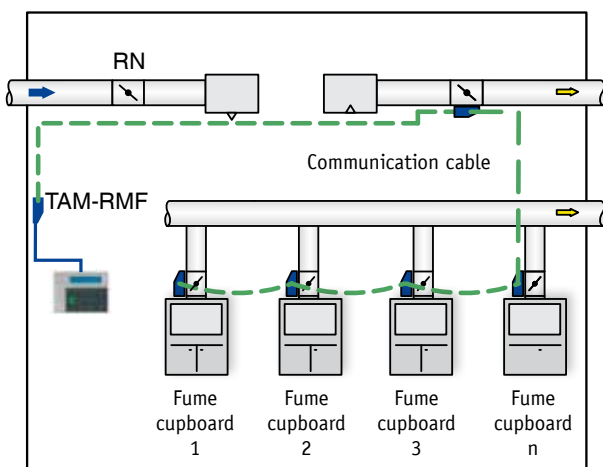 RN
Communication cable
TAM-RMF
Fume
cupboard
1
Fume
cupboard
2
Fume
cupboard
3
Fume
cupboard
n